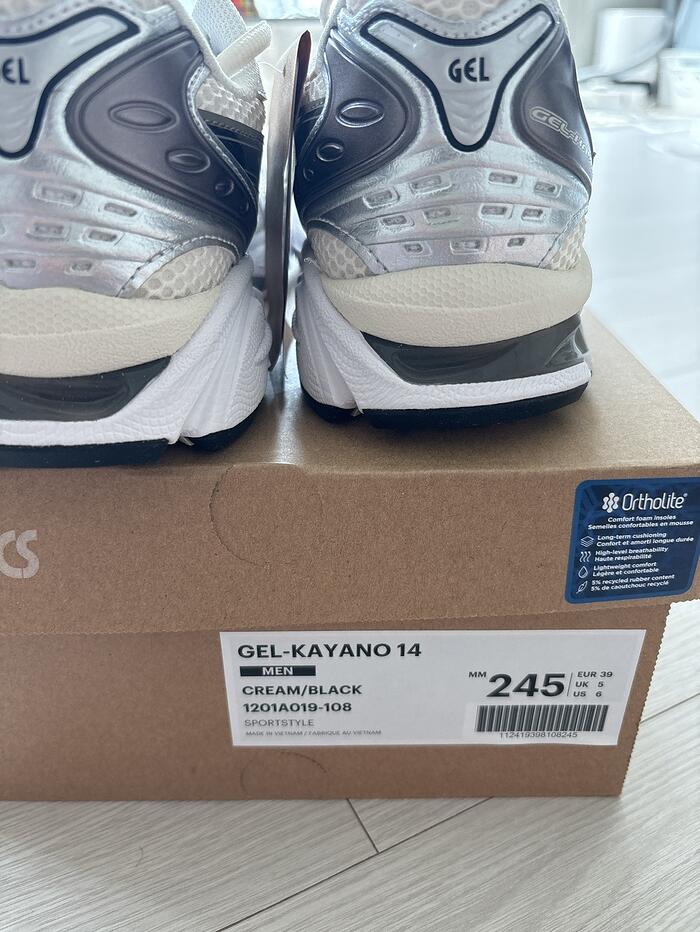 GEL
GEL
GEL-KA
CS
Ortholite®
Comfort foam insoles
Semelles confortables en mousse
Long-term cushioning
Confort et amorti longue durée
High-level breathability
Haute respirabilité
Lightweight comfort
Légère et confortable
5% recycled rubber content
5% de caoutchouc recyclé
GEL-KAYANO 14
MEN
CREAM/BLACK
1201A019-108
SPORTSTYLE
MADE IN VIETNAM / FABRIQUE AU VIETNAM
MM 245
EUR 39
UK 5
US 6
112419398108245